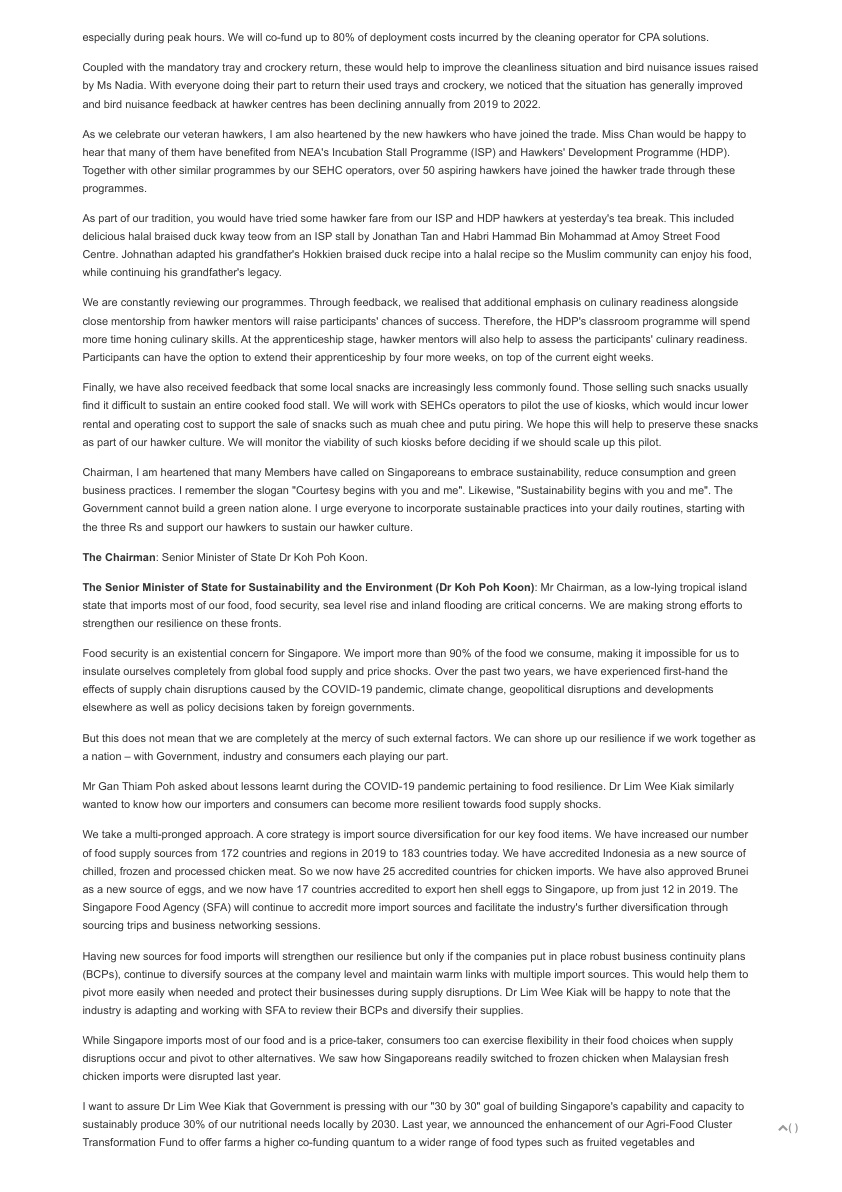 especially during peak hours. We will co-fund up to 80% of deployment costs incurred by the cleaning operator for CPA solutions.
Coupled with the mandatory tray and crockery return, these would help to improve the cleanliness situation and bird nuisance issues raised
by Ms Nadia. With everyone doing their part to return their used trays and crockery, we noticed that the situation has generally improved
and bird nuisance feedback at hawker centres has been declining annually from 2019 to 2022.
As we celebrate our veteran hawkers, I am also heartened by the new hawkers who have joined the trade. Miss Chan would be happy to
hear that many of them have benefited from NEA's Incubation Stall Programme (ISP) and Hawkers' Development Programme (HDP).
Together with other similar programmes by our SEHC operators, over 50 aspiring hawkers have joined the hawker trade through these
programmes.
As part of our tradition, you would have tried some hawker fare from our ISP and HDP hawkers at yesterday's tea break. This included
delicious halal braised duck kway teow from an ISP stall by Jonathan Tan and Habri Hammad Bin Mohammad at Amoy Street Food
Centre. Johnathan adapted his grandfather's Hokkien braised duck recipe into a halal recipe so the Muslim community can enjoy his food,
while continuing his grandfather's legacy.
We are constantly reviewing our programmes. Through feedback, we realised that additional emphasis on culinary readiness alongside
close mentorship from hawker mentors will raise participants' chances of success. Therefore, the HDP's classroom programme will spend
more time honing culinary skills. At the apprenticeship stage, hawker mentors will also help to assess the participants' culinary readiness.
Participants can have the option to extend their apprenticeship by four more weeks, on top of the current eight weeks.
Finally, we have also received feedback that some local snacks are increasingly less commonly found. Those selling such snacks usually
find it difficult to sustain an entire cooked food stall. We will work with SEHCs operators to pilot the use of kiosks, which would incur lower
rental and operating cost to support the sale of snacks such as muah chee and putu piring. We hope this will help to preserve these snacks
as part of our hawker culture. We will monitor the viability of such kiosks before deciding if we should scale up this pilot.
Chairman, I am heartened that many Members have called on Singaporeans to embrace sustainability, reduce consumption and green
business practices. I remember the slogan "Courtesy begins with you and me". Likewise, "Sustainability begins with you and me". The
Government cannot build a green nation alone. I urge everyone to incorporate sustainable practices into your daily routines, starting with
the three Rs and support our hawkers to sustain our hawker culture.
The Chairman: Senior Minister of State Dr Koh Poh Koon.
The Senior Minister of State for Sustainability and the Environment (Dr Koh Poh Koon): Mr Chairman, as a low-lying tropical island
state that imports most of our food, food security, sea level rise and inland flooding are critical concerns. We are making strong efforts to
strengthen our resilience on these fronts.
Food security is an existential concern for Singapore. We import more than 90% of the food we consume, making it impossible for us to
insulate ourselves completely from global food supply and price shocks. Over the past two years, we have experienced first-hand the
effects of supply chain disruptions caused by the COVID-19 pandemic, climate change, geopolitical disruptions and developments
elsewhere as well as policy decisions taken by foreign governments.
But this does not mean that we are completely at the mercy of such external factors. We can shore up our resilience if we work together as
a nation – with Government, industry and consumers each playing our part.
Mr Gan Thiam Poh asked about lessons learnt during the COVID-19 pandemic pertaining to food resilience. Dr Lim Wee Kiak similarly
wanted to know how our importers and consumers can become more resilient towards food supply shocks.
We take a multi-pronged approach. A core strategy is import source diversification for our key food items. We have increased our number
of food supply sources from 172 countries and regions in 2019 to 183 countries today. We have accredited Indonesia as a new source of
chilled, frozen and processed chicken meat. So we now have 25 accredited countries for chicken imports. We have also approved Brunei
as a new source of eggs, and we now have 17 countries accredited to export hen shell eggs to Singapore, up from just 12 in 2019. The
Singapore Food Agency (SFA) will continue to accredit more import sources and facilitate the industry's further diversification through
sourcing trips and business networking sessions.
Having new sources for food imports will strengthen our resilience but only if the companies put in place robust business continuity plans
(BCPs), continue to diversify sources at the company level and maintain warm links with multiple import sources. This would help them to
pivot more easily when needed and protect their businesses during supply disruptions. Dr Lim Wee Kiak will be happy to note that the
industry is adapting and working with SFA to review their BCPs and diversify their supplies.
While Singapore imports most of our food and is a price-taker, consumers too can exercise flexibility in their food choices when supply
disruptions occur and pivot to other alternatives. We saw how Singaporeans readily switched to frozen chicken when Malaysian fresh
chicken imports were disrupted last year.
I want to assure Dr Lim Wee Kiak that Government is pressing with our "30 by 30" goal of building Singapore's capability and capacity to
sustainably produce 30% of our nutritional needs locally by 2030. Last year, we announced the enhancement of our Agri-Food Cluster
Transformation Fund to offer farms a higher co-funding quantum to a wider range of food types such as fruited vegetables and
( )